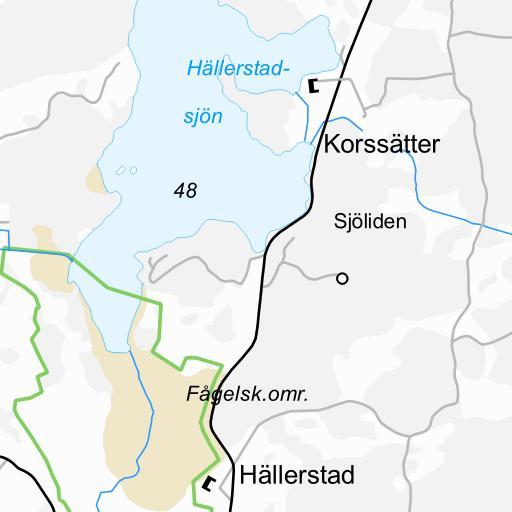 Hällerstad-
sjön
Korssätter
48
Sjöliden
Fågelsk.omr.
Hällerstad